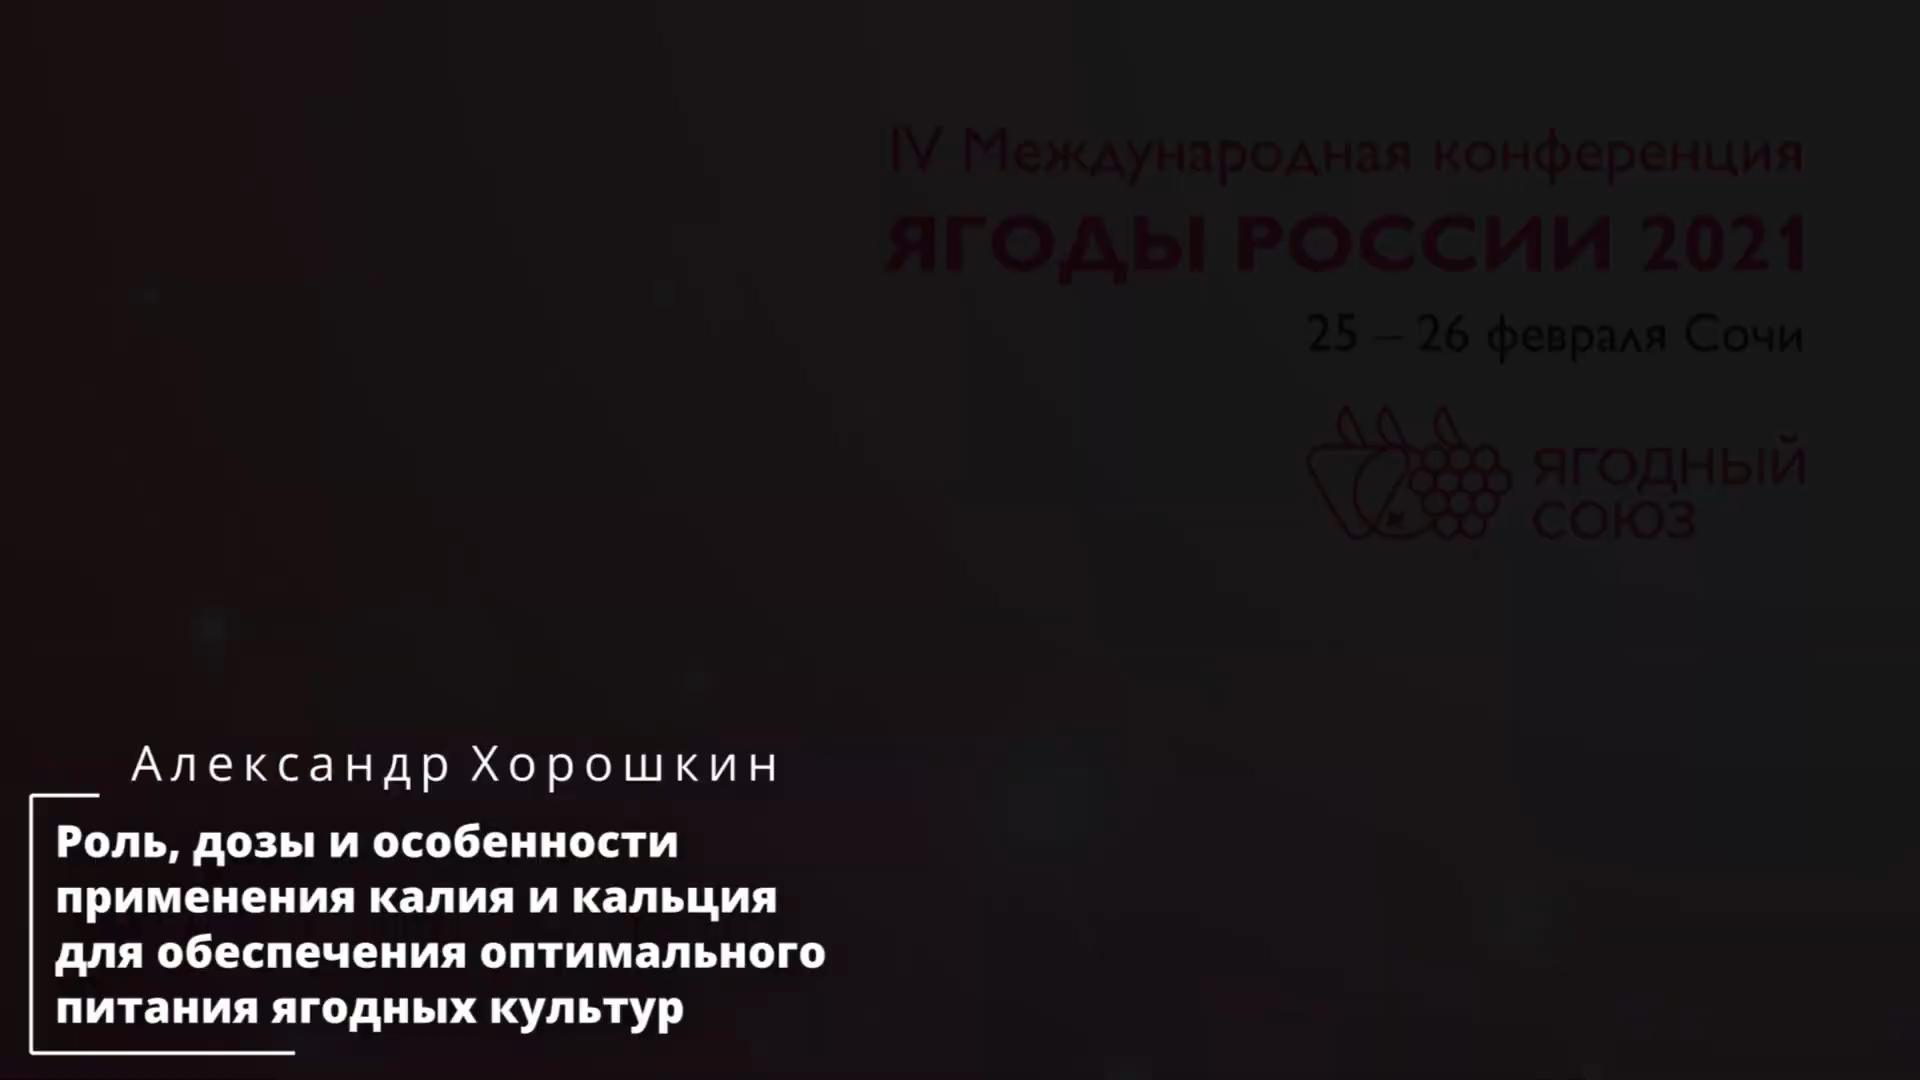 IV Международная конференция
ЯГОДЫ РОССИИ 2021
25 – 26 февраля Сочи
ЯГОДНЫЙ
СОЮЗ
Александр Хорошкин
Роль, дозы и особенности
применения калия и кальция
для обеспечения оптимального
питания ягодных культур